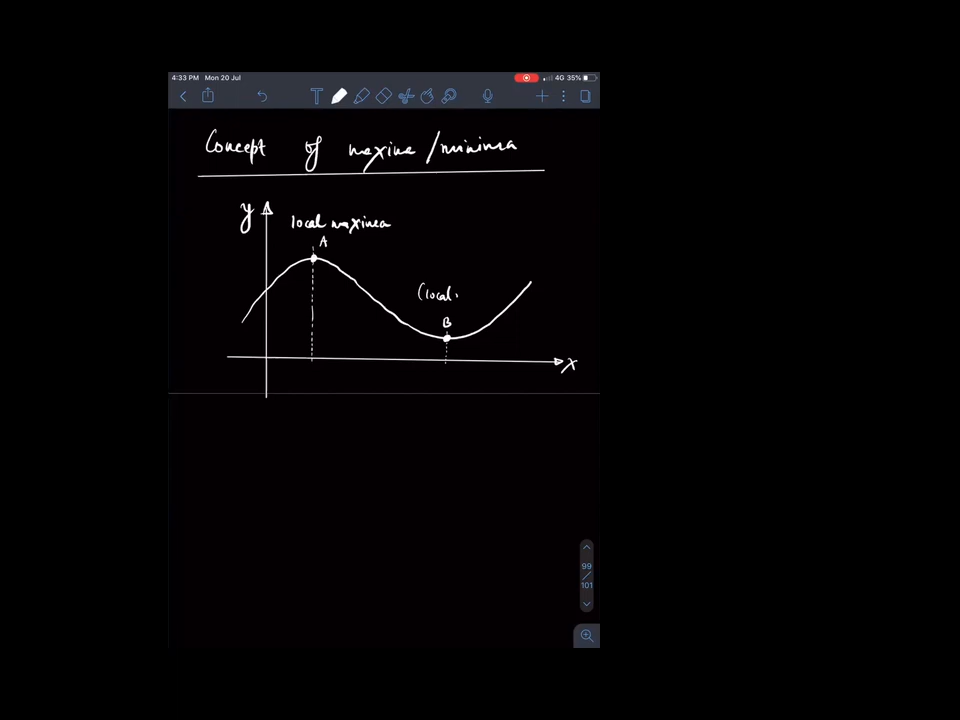 4:33 PM Mon 20 Jul 4G 35%
T
Concept of maxima/minima
y
local maxima
A
(local
B
x
99
101